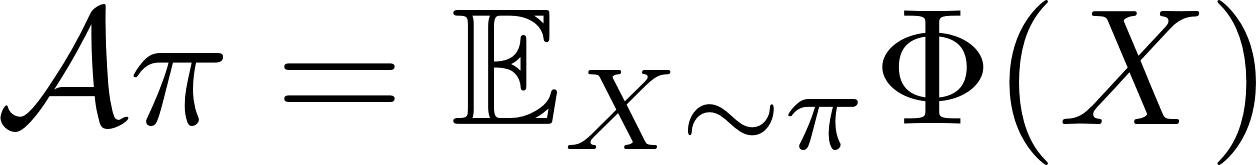 𝒜π = 𝔼_{X∼π} Φ(X)